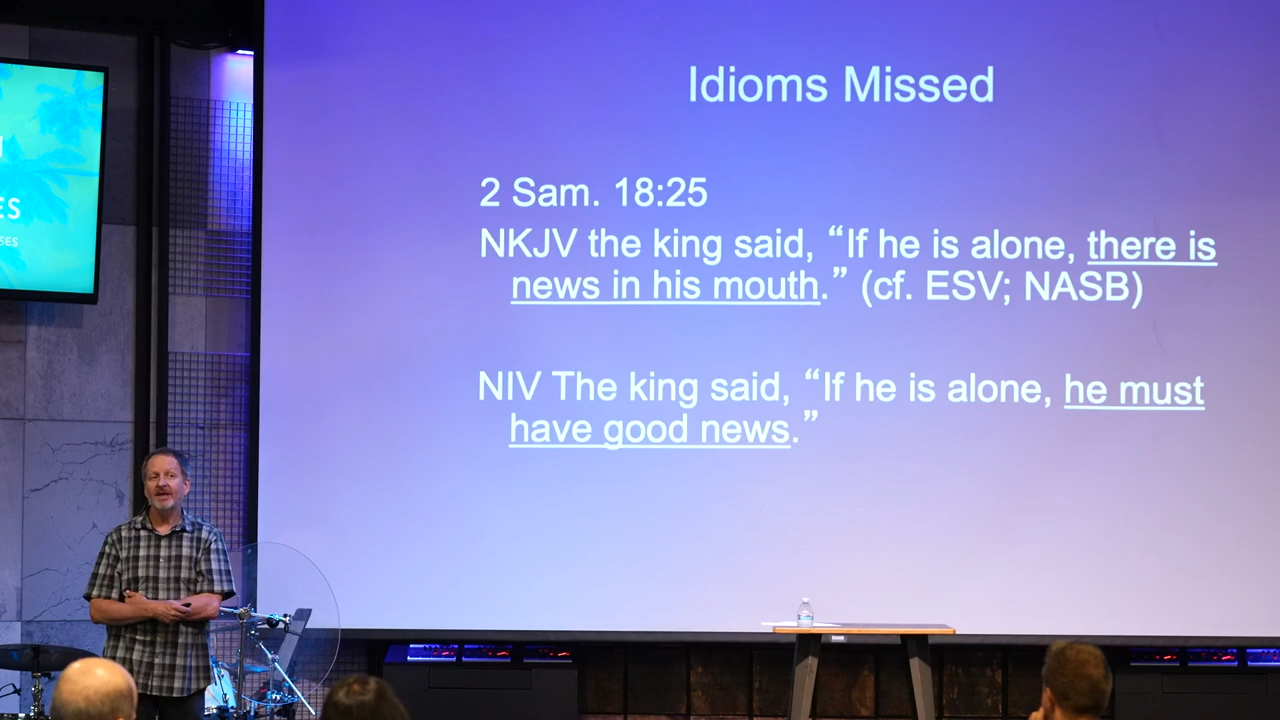 Idioms Missed
2 Sam. 18:25
NKJV the king said, “If he is alone, there is
news in his mouth.” (cf. ESV; NASB)
NIV The king said, “If he is alone, he must
have good news.”